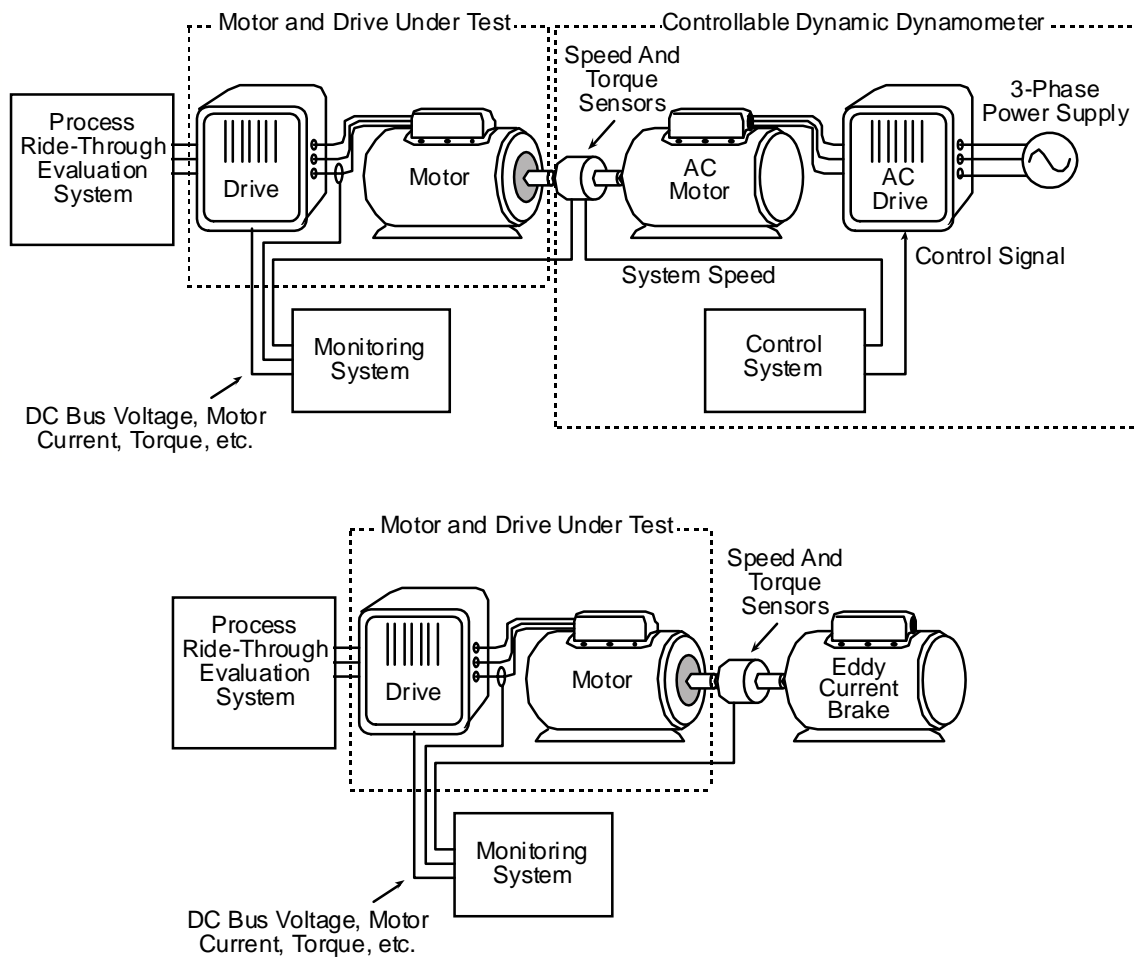 Motor and Drive Under Test
Controllable Dynamic Dynamometer
Speed And
Torque
Sensors
3-Phase
Power Supply
Process
Ride-Through
Evaluation
System
Drive
Motor
AC
Motor
AC
Drive
System Speed
Control Signal
Monitoring
System
Control
System
DC Bus Voltage, Motor
Current, Torque, etc.
Motor and Drive Under Test
Speed And
Torque
Sensors
Process
Ride-Through
Evaluation
System
Drive
Motor
Eddy
Current
Brake
Monitoring
System
DC Bus Voltage, Motor
Current, Torque, etc.